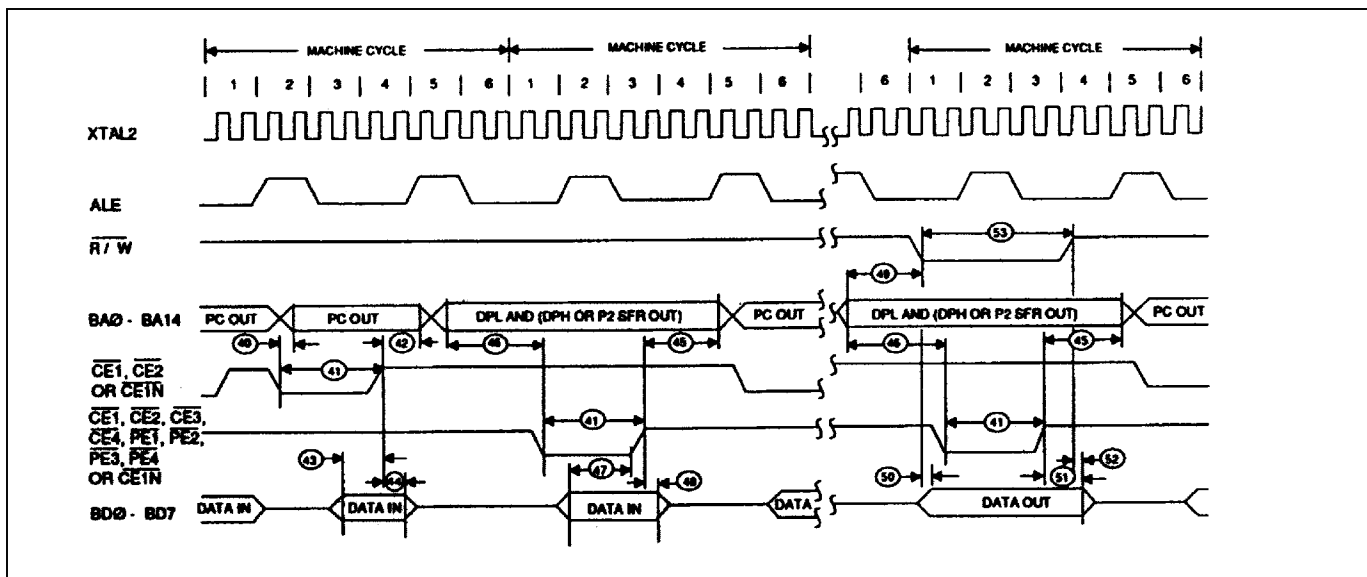 MACHINE CYCLE MACHINE CYCLE MACHINE CYCLE
1 2 3 4 5 6 1 2 3 4 5 6 6 1 2 3 4 5 6
XTAL2
ALE
R / W
53
49
BAØ - BA14 PC OUT PC OUT DPL AND (DPH OR P2 SFR OUT) PC OUT DPL AND (DPH OR P2 SFR OUT) PC OUT
40 42 46 45 46 45
CE1, CE2
OR CE1N
41
CE1, CE2, CE3,
CE4, PE1, PE2,
PE3, PE4
OR CE1N
41 41
43 44 47 48 50 51 52
BDØ - BD7 DATA IN DATA IN DATA IN DATA DATA OUT